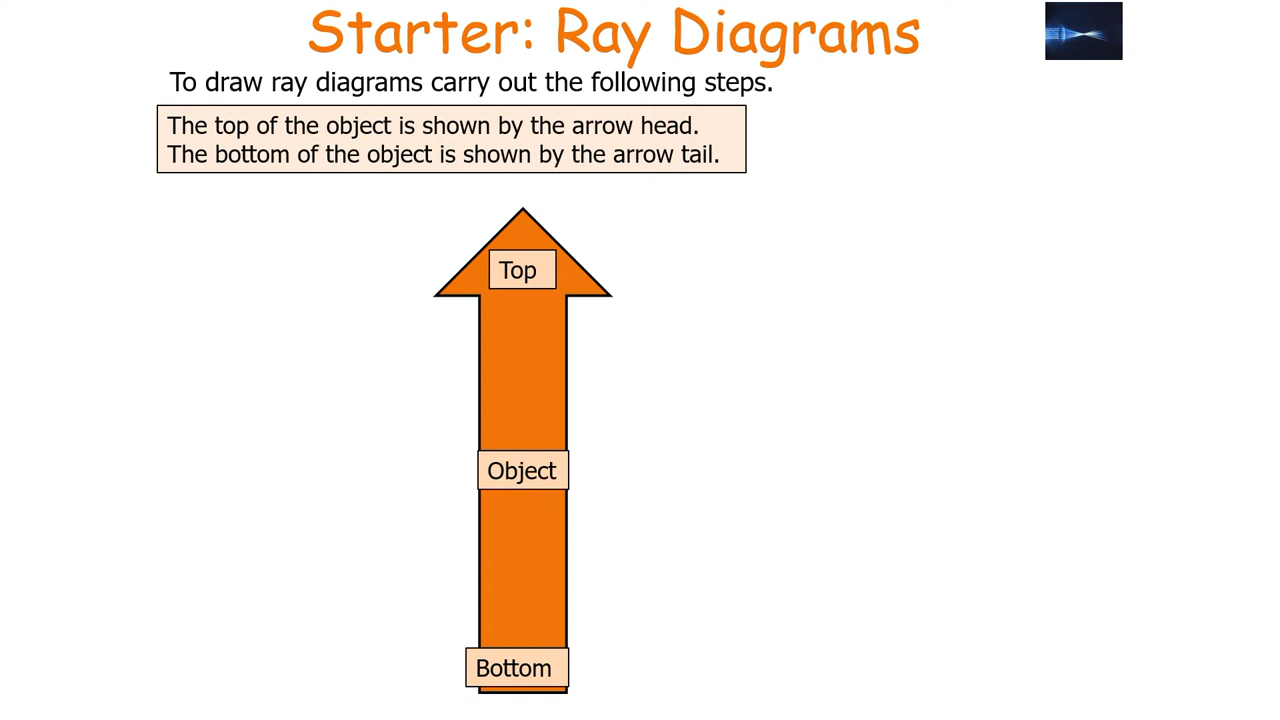 Starter: Ray Diagrams
To draw ray diagrams carry out the following steps.
The top of the object is shown by the arrow head.
The bottom of the object is shown by the arrow tail.
Top
Object
Bottom